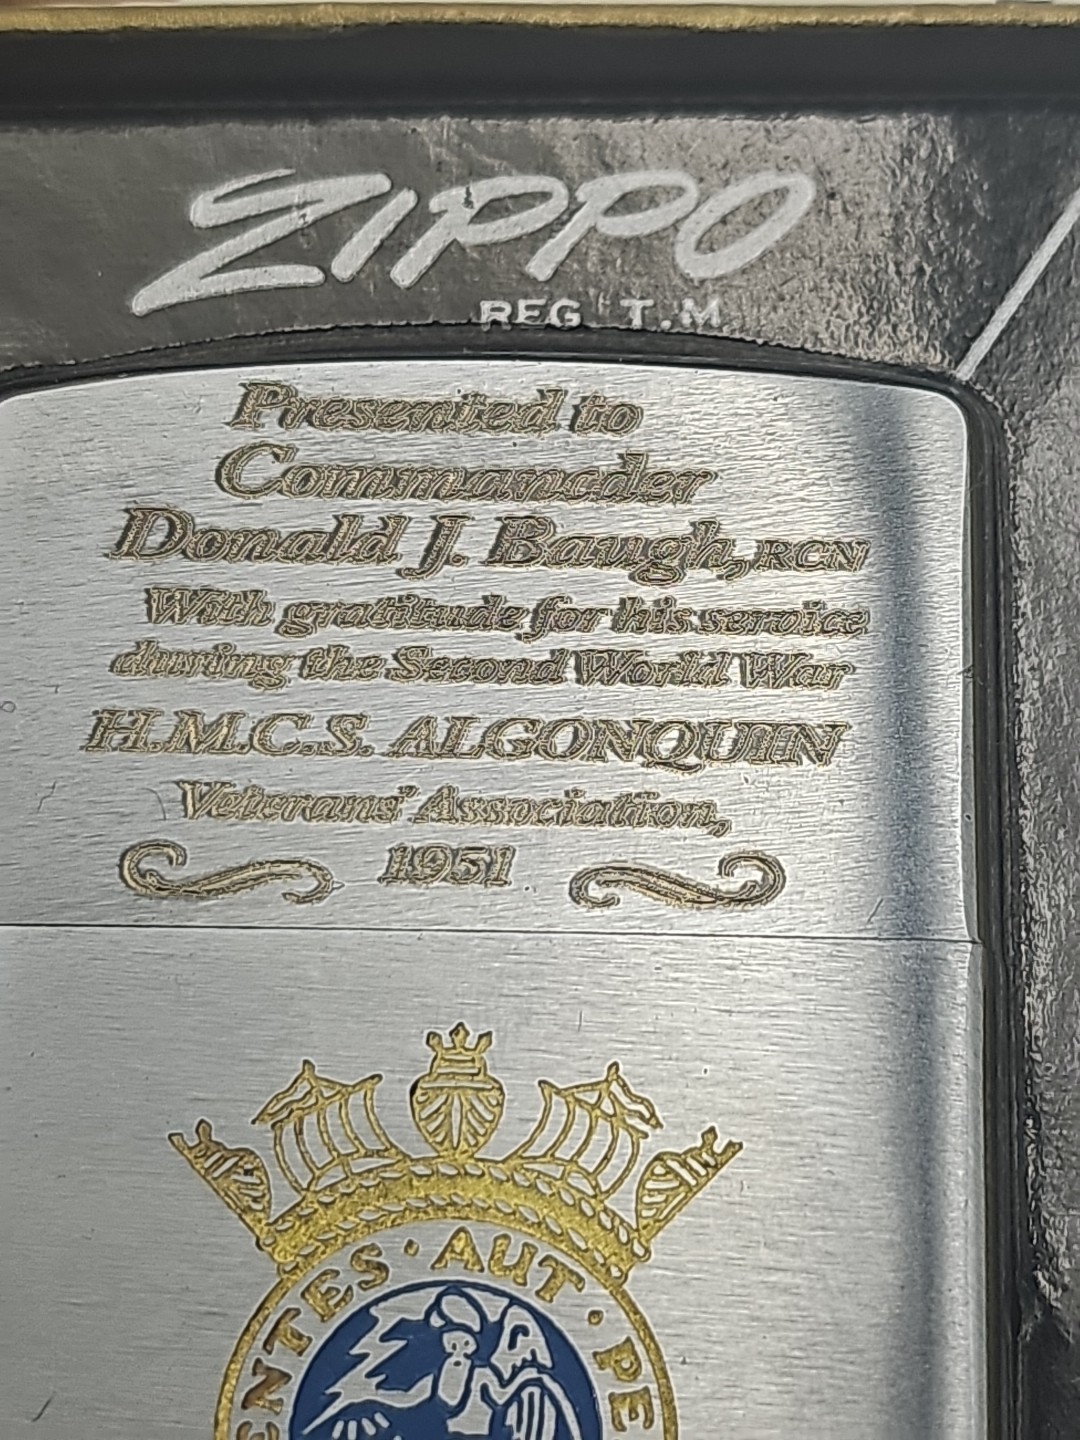 ZIPPO
REG T.M
Presented to
Commander
Donald J. Baugh, RCN
With gratitude for his service
during the Second World War
H.M.C.S. ALGONQUIN
Veterans' Association,
1951
ENTES · AUT · PE